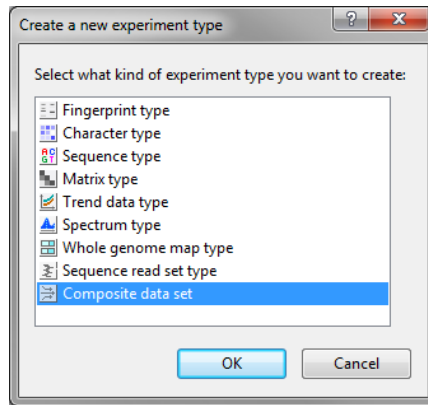 Create a new experiment type
Select what kind of experiment type you want to create:
Fingerprint type
Character type
Sequence type
Matrix type
Trend data type
Spectrum type
Whole genome map type
Sequence read set type
Composite data set
OK Cancel